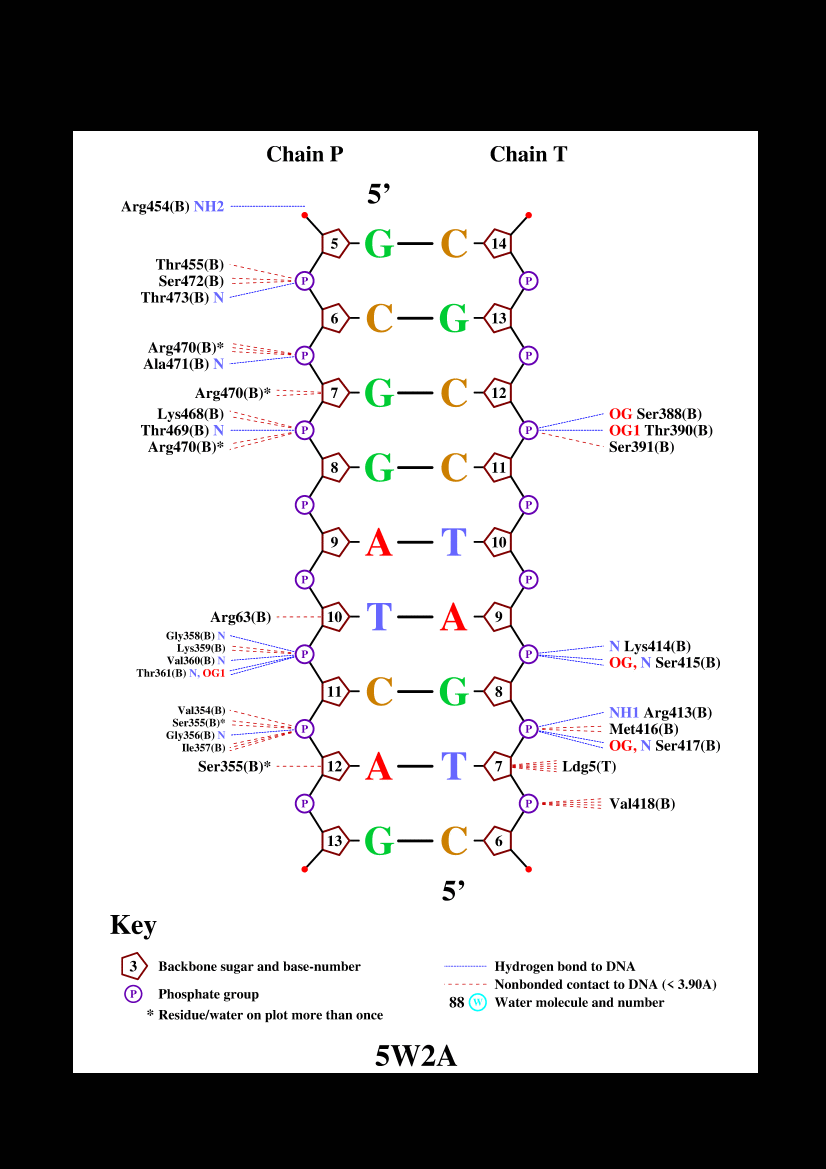 Chain P Chain T
5’
Arg454(B) NH2
5 G C 14
Thr455(B)
Ser472(B) P P
Thr473(B) N
6 C G 13
Arg470(B)* P P
Ala471(B) N
Arg470(B)* 7 G C 12
Lys468(B) OG Ser388(B)
Thr469(B) N P P OG1 Thr390(B)
Arg470(B)* Ser391(B)
8 G C 11
P P
9 A T 10
P P
Arg63(B) 10 T A 9
Gly358(B) N
Lys359(B) N Lys414(B)
Val360(B) N P P OG, N Ser415(B)
Thr361(B) N, OG1
11 C G 8
Val354(B) NH1 Arg413(B)
Ser355(B)* P P Met416(B)
Gly356(B) N OG, N Ser417(B)
Ile357(B)
Ser355(B)* 12 A T 7 Ldg5(T)
P P Val418(B)
13 G C 6
5’
Key
3 Backbone sugar and base-number Hydrogen bond to DNA
Nonbonded contact to DNA (< 3.90A)
P Phosphate group 88 W Water molecule and number
* Residue/water on plot more than once
5W2A